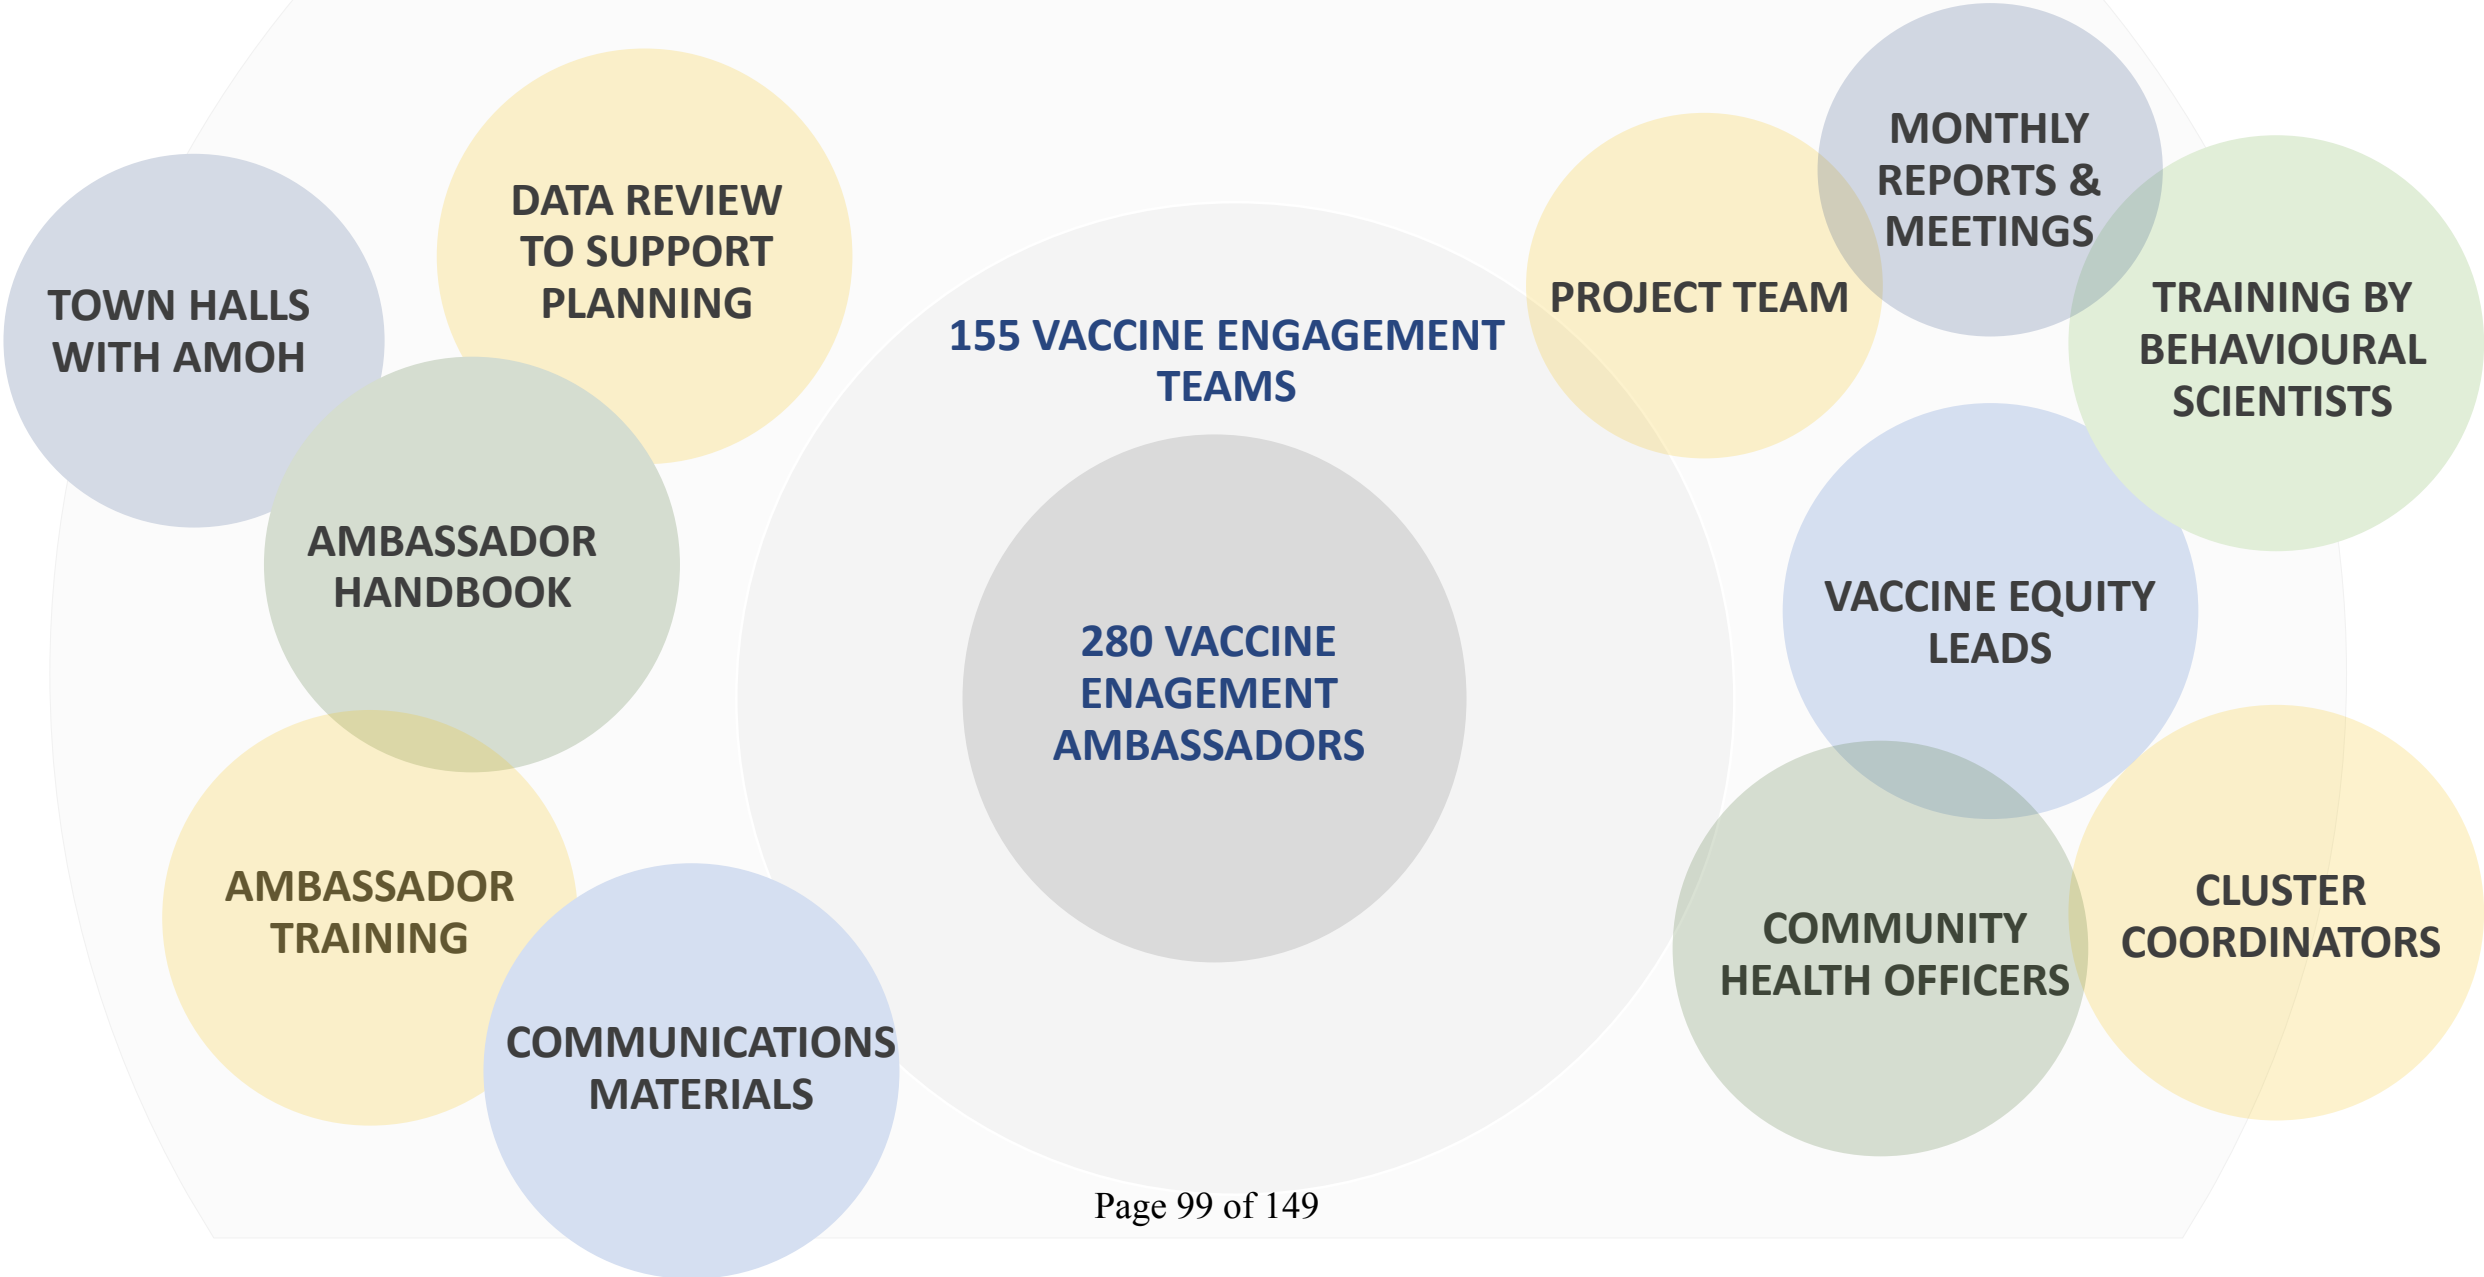 TOWN HALLS
WITH AMOH
DATA REVIEW
TO SUPPORT
PLANNING
AMBASSADOR
HANDBOOK
AMBASSADOR
TRAINING
COMMUNICATIONS
MATERIALS
155 VACCINE ENGAGEMENT
TEAMS
280 VACCINE
ENAGEMENT
AMBASSADORS
PROJECT TEAM
MONTHLY
REPORTS &
MEETINGS
TRAINING BY
BEHAVIOURAL
SCIENTISTS
VACCINE EQUITY
LEADS
COMMUNITY
HEALTH OFFICERS
CLUSTER
COORDINATORS
Page 99 of 149